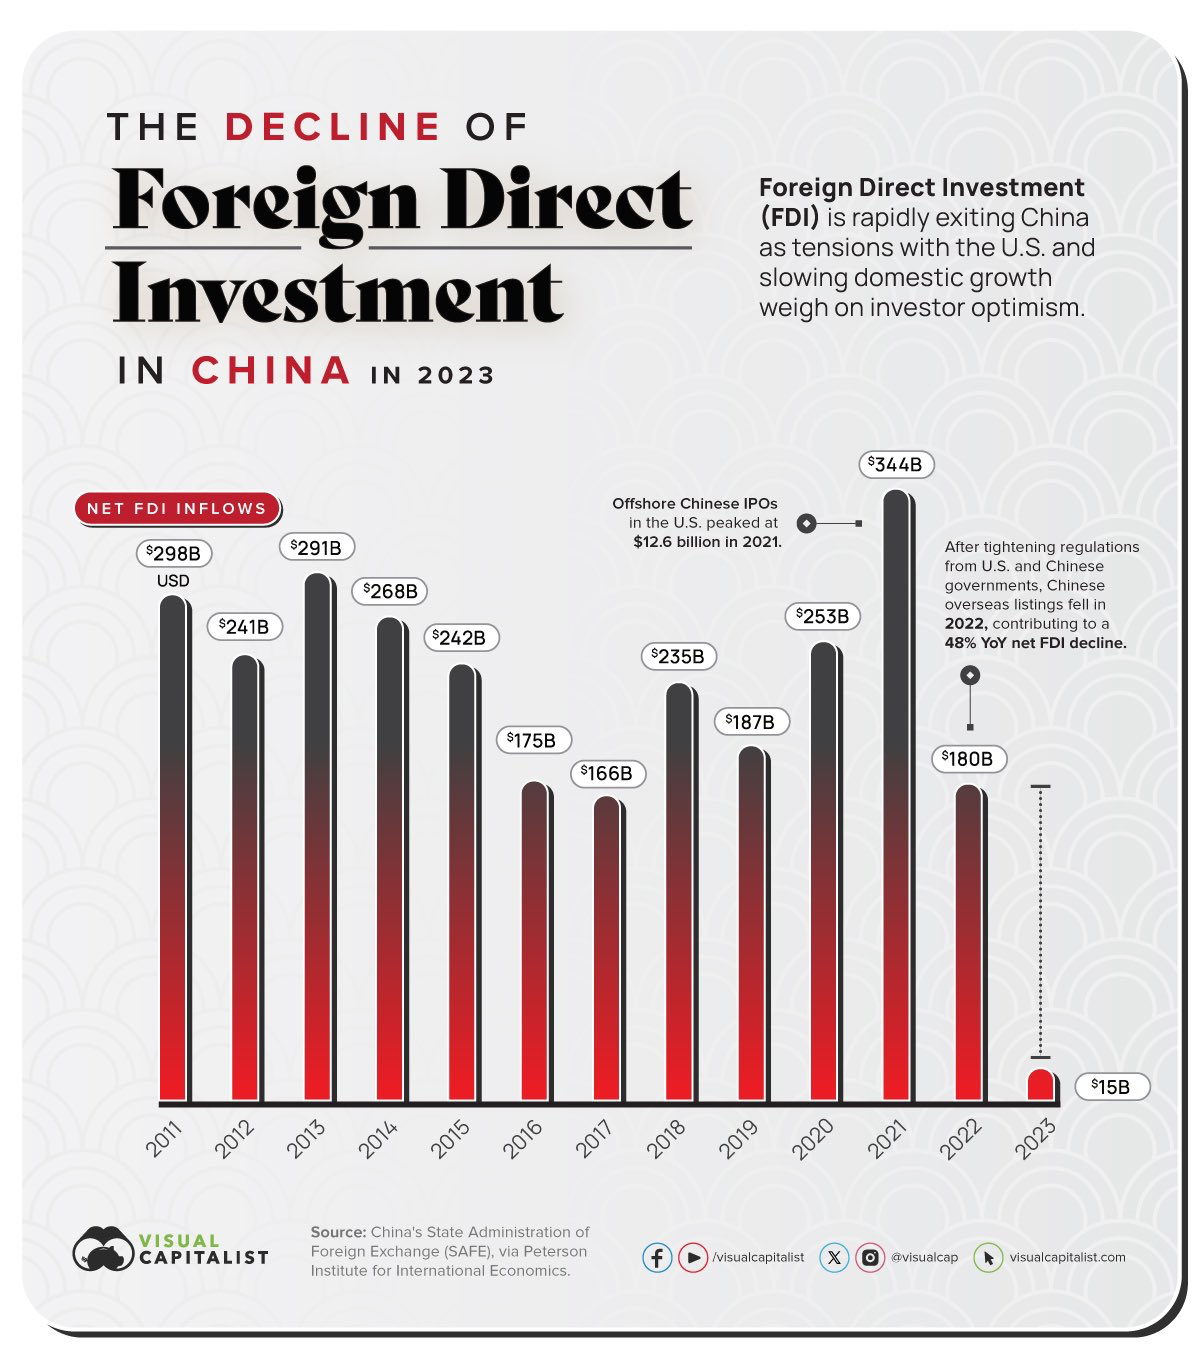 THE DECLINE OF
Foreign Direct
Investment
IN CHINA IN 2023
Foreign Direct Investment
(FDI) is rapidly exiting China
as tensions with the U.S. and
slowing domestic growth
weigh on investor optimism.
NET FDI INFLOWS
$298B
USD
$241B
$291B
$268B
$242B
$175B
$166B
$235B
$187B
$253B
$344B
$180B
$15B
Offshore Chinese IPOs
in the U.S. peaked at
$12.6 billion in 2021.
After tightening regulations
from U.S. and Chinese
governments, Chinese
overseas listings fell in
2022, contributing to a
48% YoY net FDI decline.
2011
2012
2013
2014
2015
2016
2017
2018
2019
2020
2021
2022
2023
VISUAL
CAPITALIST
Source: China's State Administration of
Foreign Exchange (SAFE), via Peterson
Institute for International Economics.
/visualcapitalist
@visualcap
visualcapitalist.com